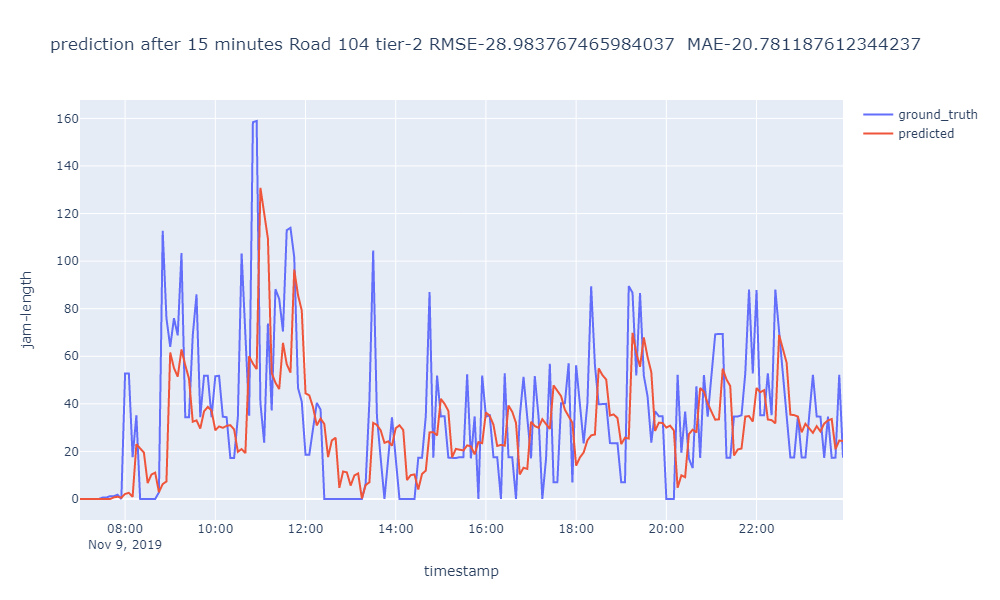 prediction after 15 minutes Road 104 tier-2 RMSE-28.983767465984037  MAE-20.781187612344237
ground_truth
predicted
160
140
120
100
80
60
40
20
0
jam-length
08:00 10:00 12:00 14:00 16:00 18:00 20:00 22:00
Nov 9, 2019
timestamp